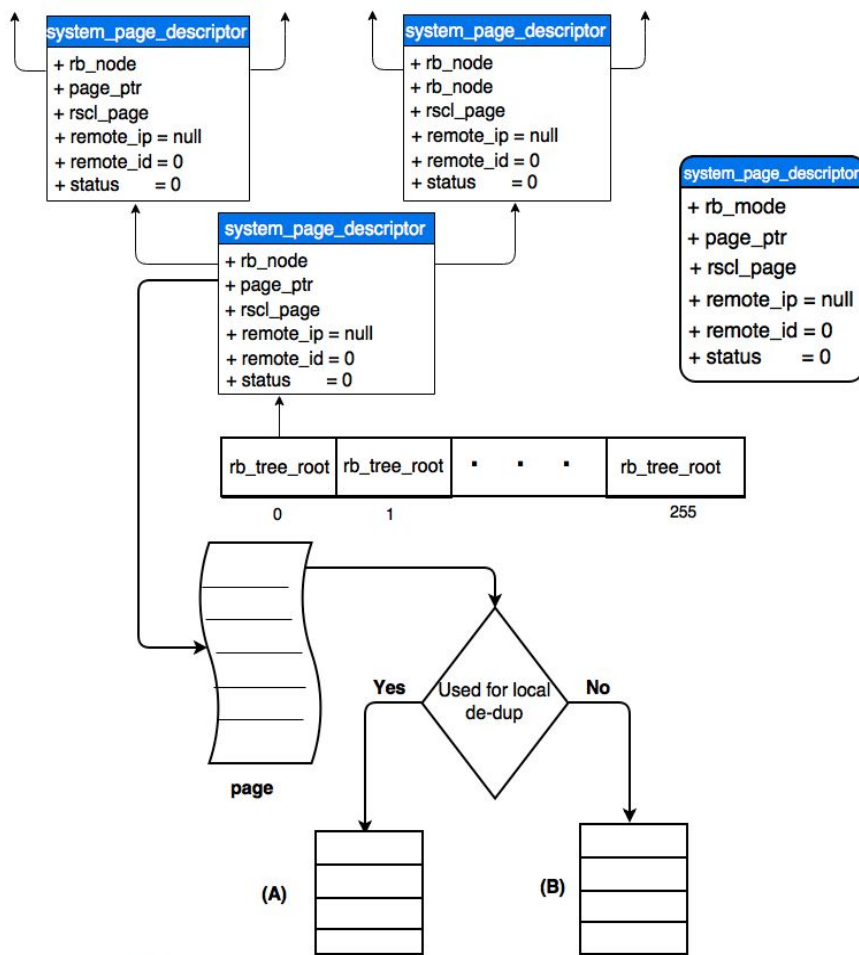 system_page_descriptor
+ rb_node
+ page_ptr
+ rscl_page
+ remote_ip = null
+ remote_id = 0
+ status = 0
system_page_descriptor
+ rb_node
+ rb_node
+ rscl_page
+ remote_ip = null
+ remote_id = 0
+ status = 0
system_page_descriptor
+ rb_mode
+ page_ptr
+ rscl_page
+ remote_ip = null
+ remote_id = 0
+ status = 0
system_page_descriptor
+ rb_node
+ page_ptr
+ rscl_page
+ remote_ip = null
+ remote_id = 0
+ status = 0
rb_tree_root
rb_tree_root
. . .
rb_tree_root
0
1
255
page
Yes
Used for local
de-dup
No
(A)
(B)